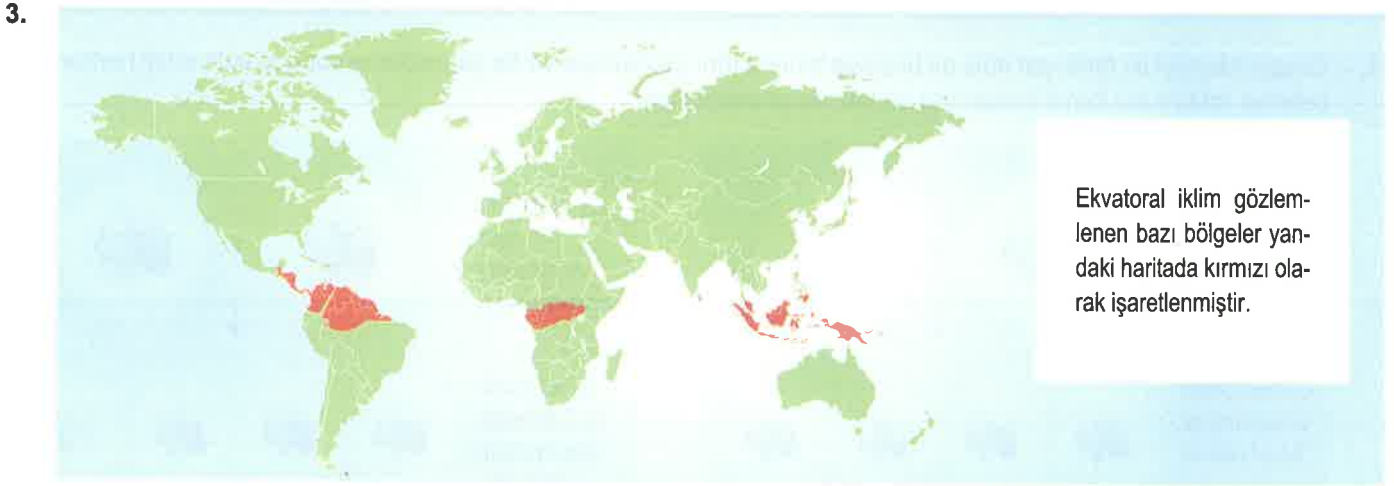 3.
Ekvatoral iklim gözlem-
lenen bazı bölgeler yan-
daki haritada kırmızı ola-
rak işaretlenmiştir.